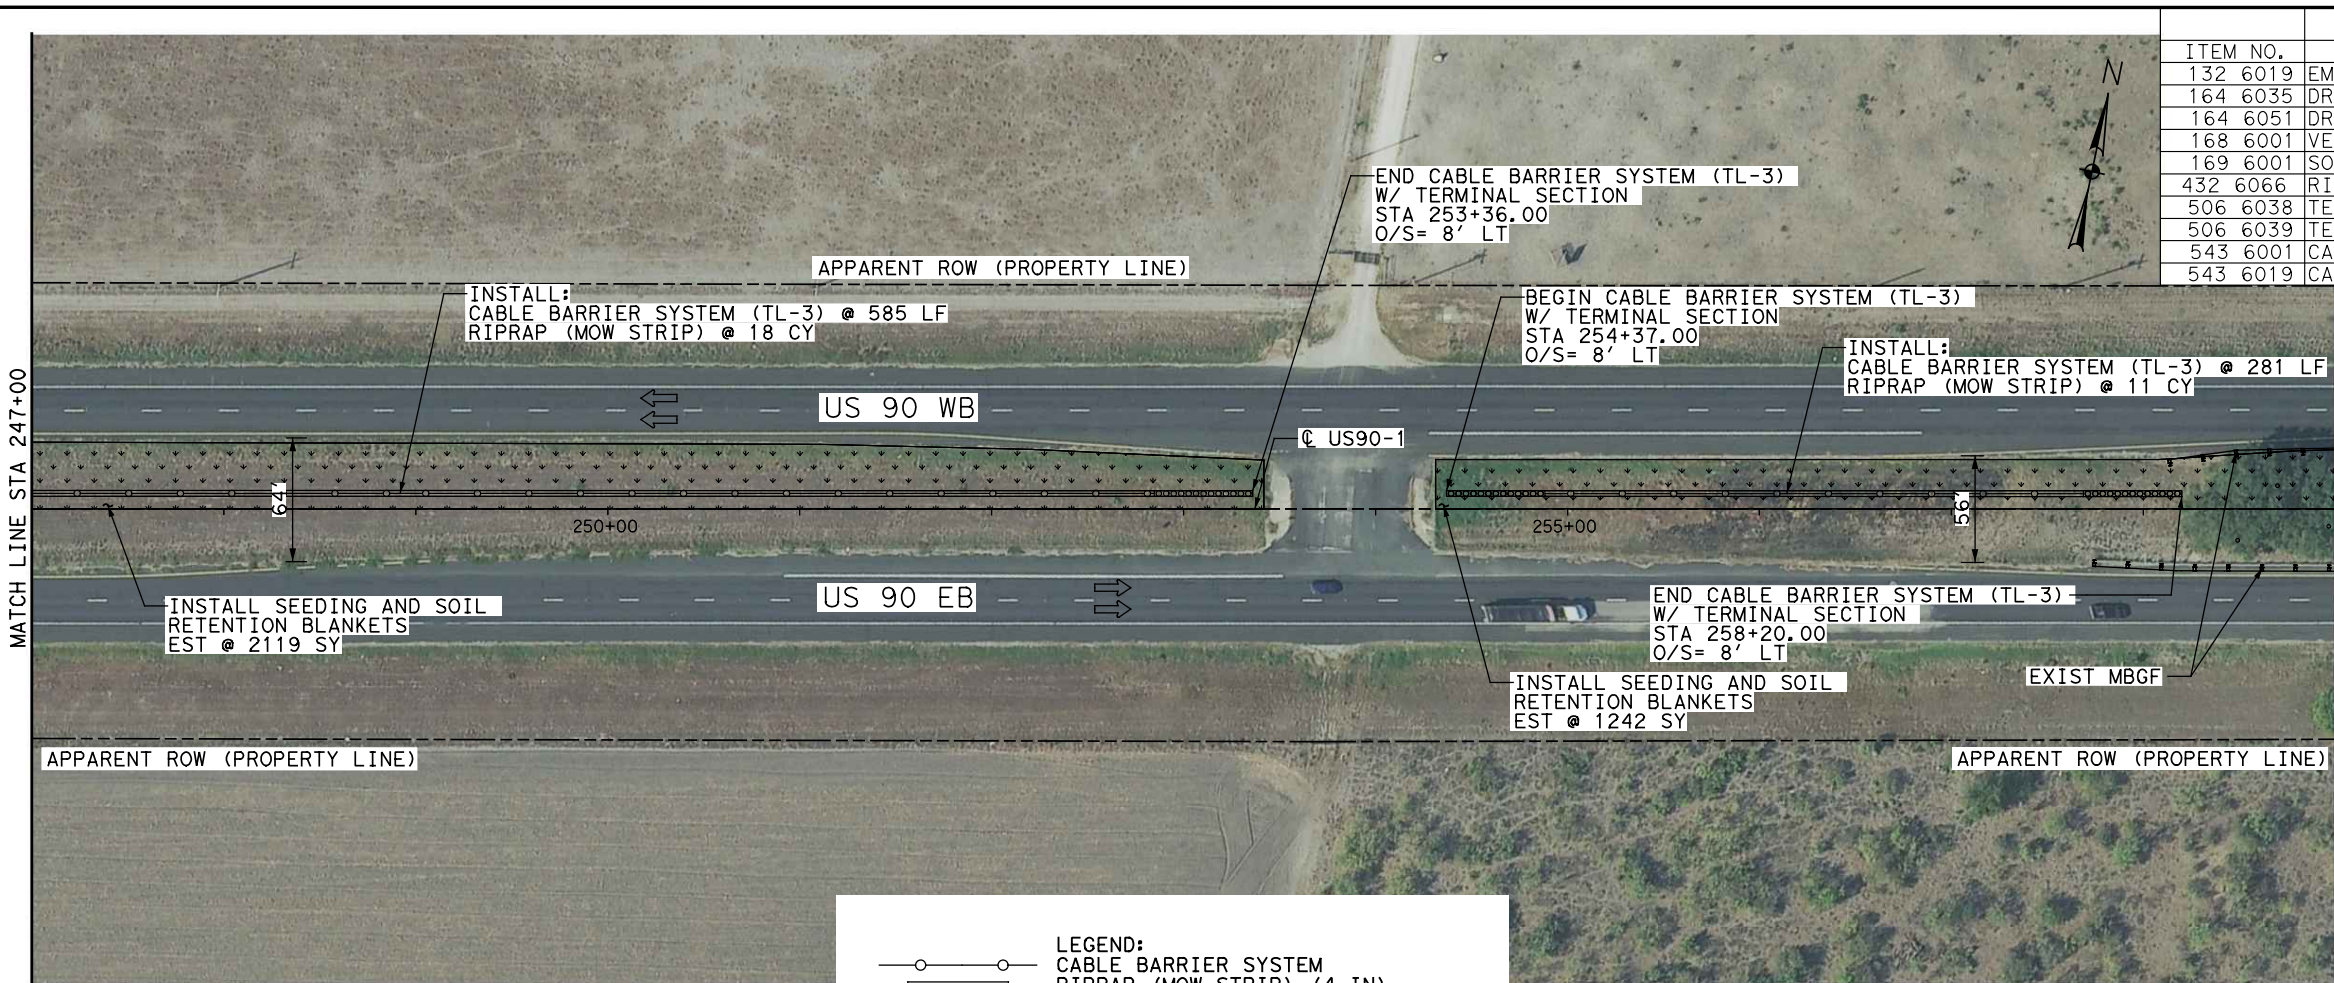 ITEM NO.
132 6019 EM
164 6035 DR
164 6051 DR
168 6001 VE
169 6001 SO
432 6066 RI
506 6038 TE
506 6039 TE
543 6001 CA
543 6019 CA
N
END CABLE BARRIER SYSTEM (TL-3)
W/ TERMINAL SECTION
STA 253+36.00
O/S= 8' LT
APPARENT ROW (PROPERTY LINE)
INSTALL:
CABLE BARRIER SYSTEM (TL-3) @ 585 LF
RIPRAP (MOW STRIP) @ 18 CY
BEGIN CABLE BARRIER SYSTEM (TL-3)
W/ TERMINAL SECTION
STA 254+37.00
O/S= 8' LT
INSTALL:
CABLE BARRIER SYSTEM (TL-3) @ 281 LF
RIPRAP (MOW STRIP) @ 11 CY
MATCH LINE STA 247+00
US 90 WB
℄ US90-1
64'
250+00
255+00
56'
US 90 EB
INSTALL SEEDING AND SOIL
RETENTION BLANKETS
EST @ 2119 SY
END CABLE BARRIER SYSTEM (TL-3)
W/ TERMINAL SECTION
STA 258+20.00
O/S= 8' LT
EXIST MBGF
INSTALL SEEDING AND SOIL
RETENTION BLANKETS
EST @ 1242 SY
APPARENT ROW (PROPERTY LINE)
APPARENT ROW (PROPERTY LINE)
LEGEND:
CABLE BARRIER SYSTEM
RIPRAP (MOW STRIP) (4 IN)